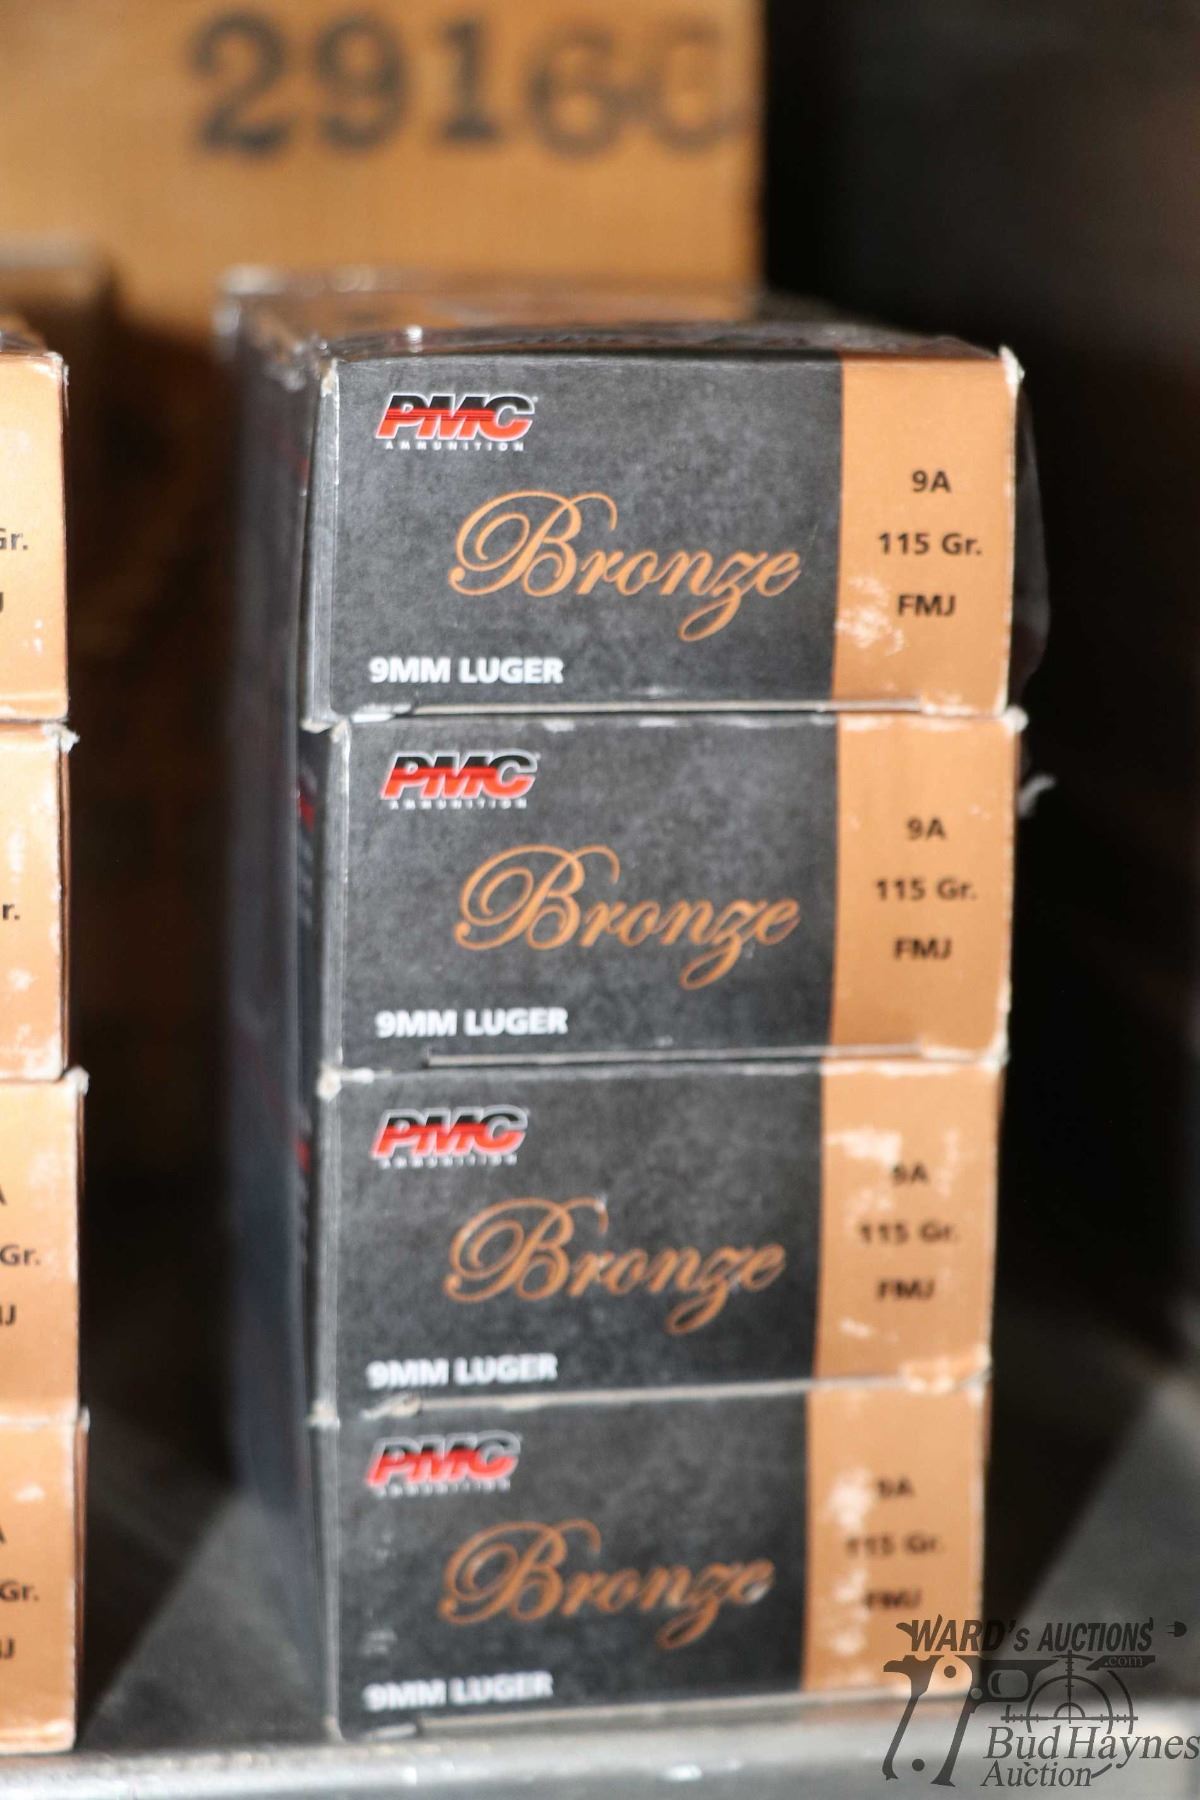 29160
PMC
AMMUNITION
Bronze
9MM LUGER
9A
115 Gr.
FMJ
PMC
AMMUNITION
Bronze
9MM LUGER
9A
115 Gr.
FMJ
PMC
AMMUNITION
Bronze
9MM LUGER
9A
115 Gr.
FMJ
PMC
AMMUNITION
Bronze
9MM LUGER
9A
115 Gr.
FMJ
Gr.
J
r.
A
Gr.
J
A
Gr.
J
WARD's AUCTIONS
.com
Bud Haynes
Auction